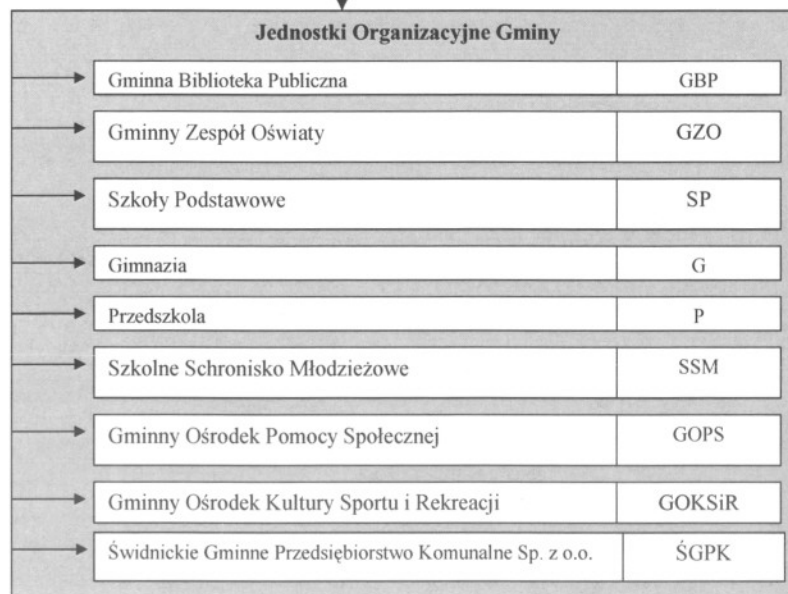 Jednostki Organizacyjne Gminy
Gminna Biblioteka Publiczna GBP
Gminny Zespół Oświaty GZO
Szkoły Podstawowe SP
Gimnazja G
Przedszkola P
Szkolne Schronisko Młodzieżowe SSM
Gminny Ośrodek Pomocy Społecznej GOPS
Gminny Ośrodek Kultury Sportu i Rekreacji GOKSiR
Świdnickie Gminne Przedsiębiorstwo Komunalne Sp. z o.o. ŚGPK